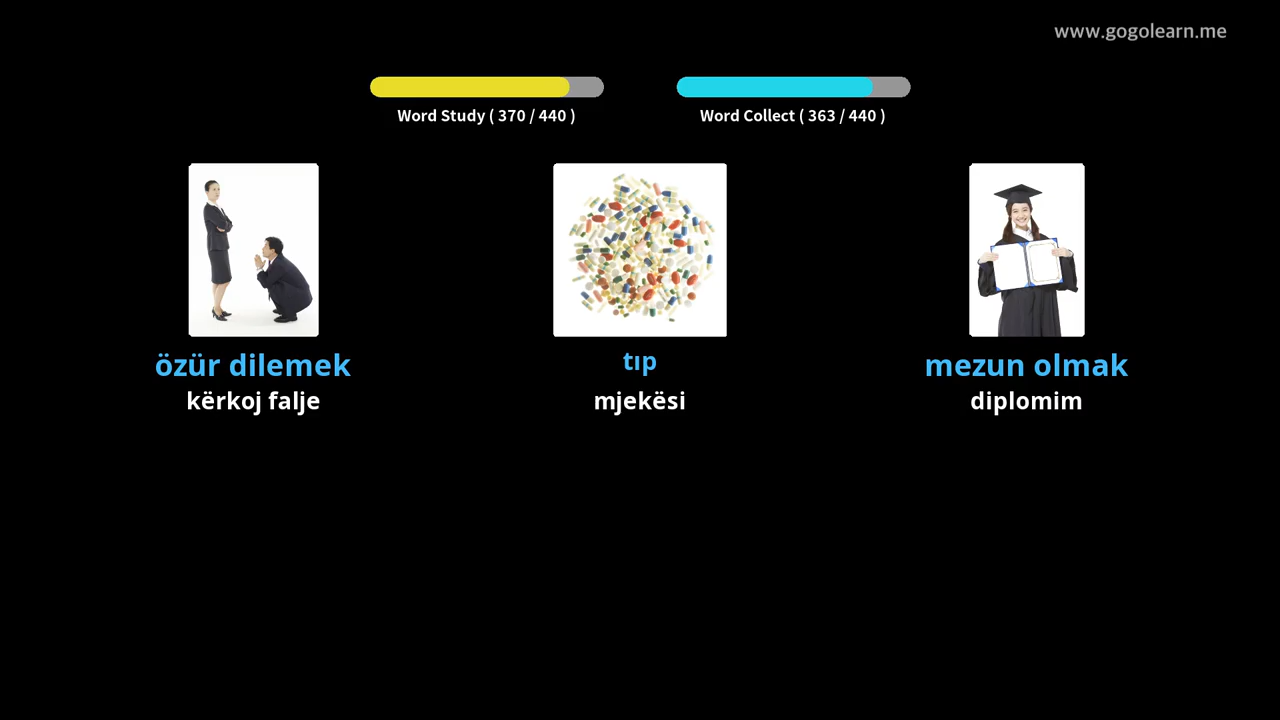 www.gogolearn.me
Word Study ( 370 / 440 )
Word Collect ( 363 / 440 )
özür dilemek
kërkoj falje
tıp
mjekësi
mezun olmak
diplomim